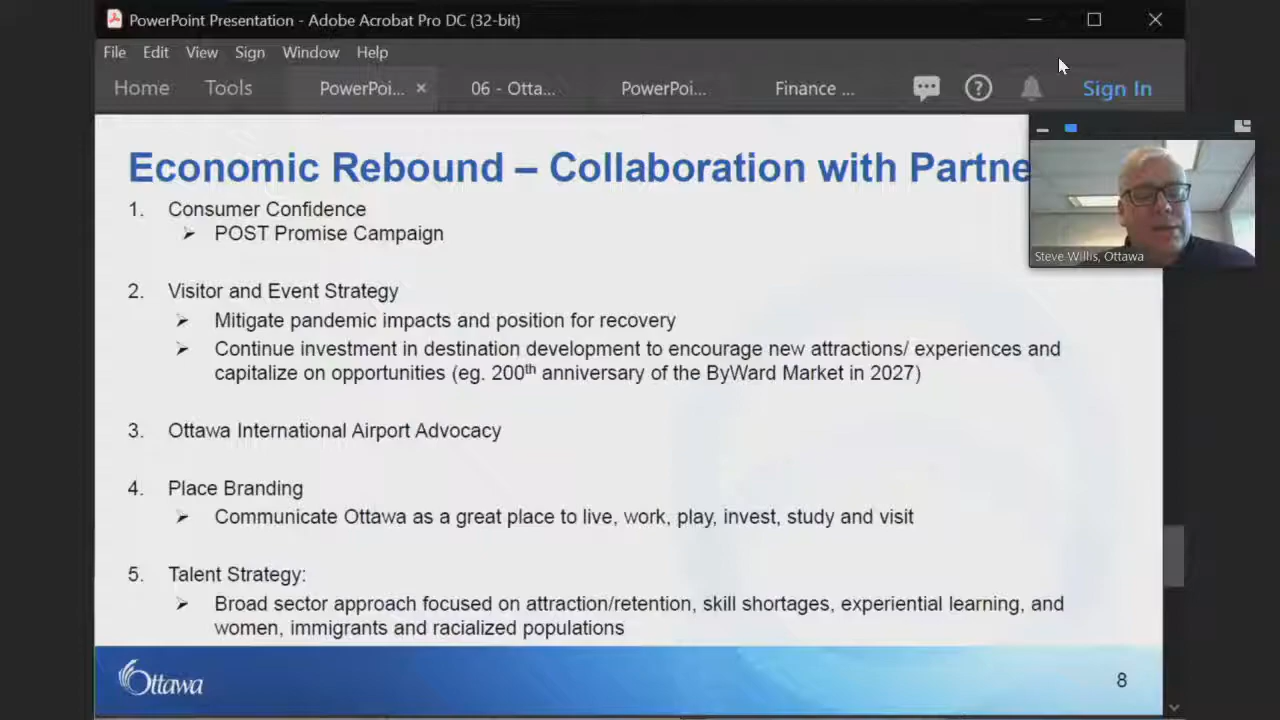 PowerPoint Presentation - Adobe Acrobat Pro DC (32-bit)
File Edit View Sign Window Help
Home Tools PowerPoi... × 06 - Otta... PowerPoi... Finance ... Sign In
Economic Rebound – Collaboration with Partne
1. Consumer Confidence
➢ POST Promise Campaign
Steve Willis, Ottawa
2. Visitor and Event Strategy
➢ Mitigate pandemic impacts and position for recovery
➢ Continue investment in destination development to encourage new attractions/ experiences and
capitalize on opportunities (eg. 200th anniversary of the ByWard Market in 2027)
3. Ottawa International Airport Advocacy
4. Place Branding
➢ Communicate Ottawa as a great place to live, work, play, invest, study and visit
5. Talent Strategy:
➢ Broad sector approach focused on attraction/retention, skill shortages, experiential learning, and
women, immigrants and racialized populations
Ottawa
8